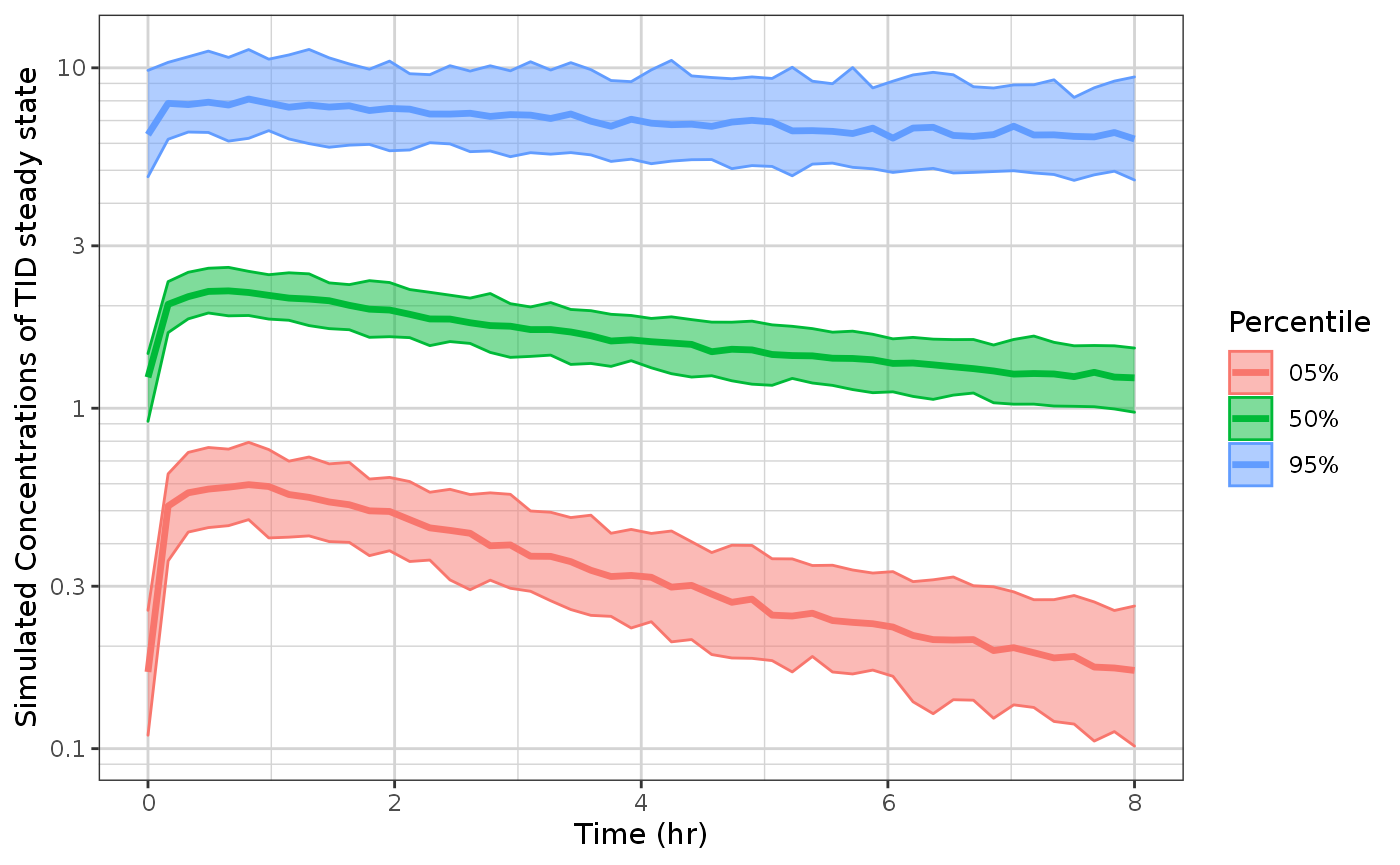 Simulated Concentrations of TID steady state
10
3
1
0.3
0.1
0 2 4 6 8
Time (hr)
Percentile
05%
50%
95%